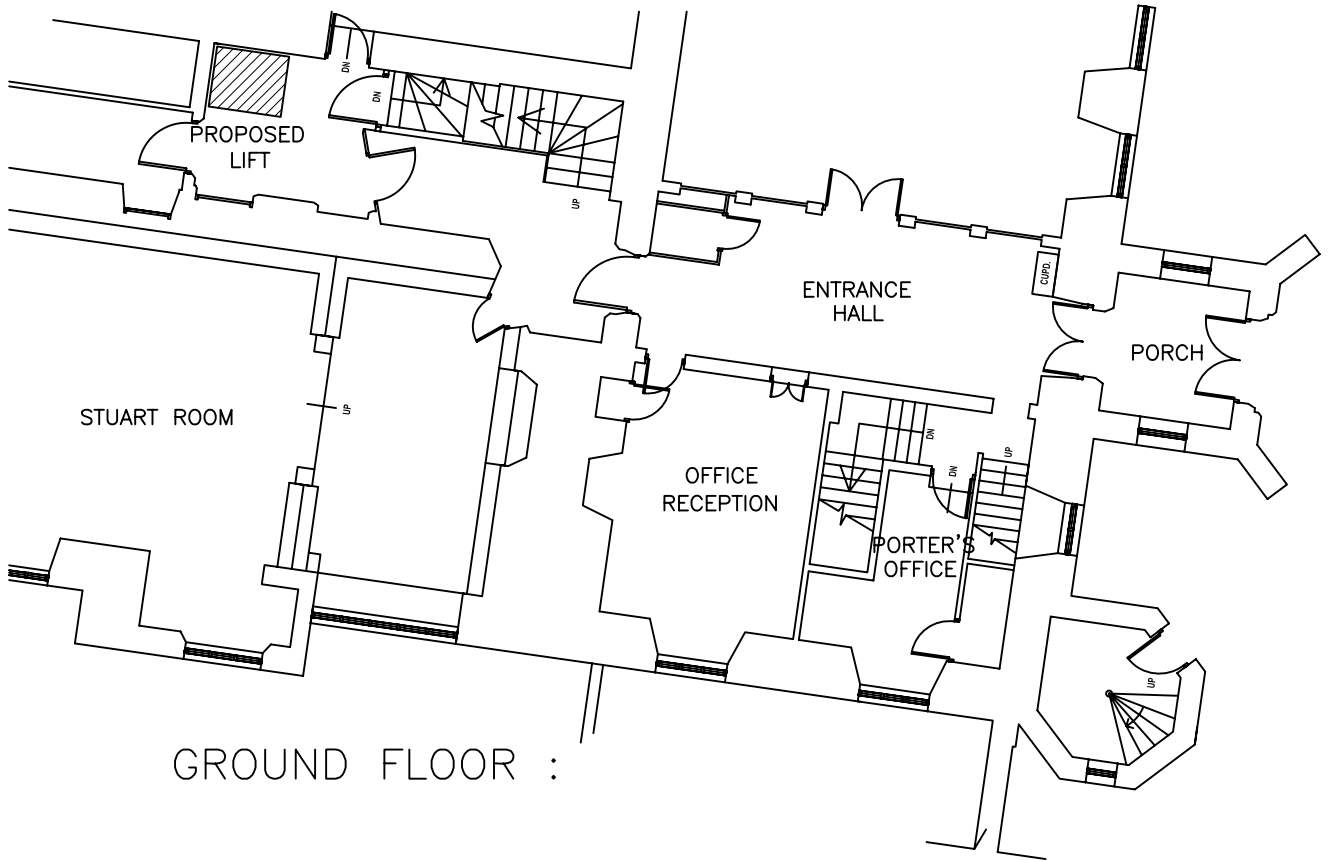 DN
DN
PROPOSED
LIFT
UP
CUPD.
ENTRANCE
HALL
PORCH
UP
STUART ROOM
DN
UP
DN
OFFICE
RECEPTION
PORTER'S
OFFICE
UP
GROUND FLOOR :